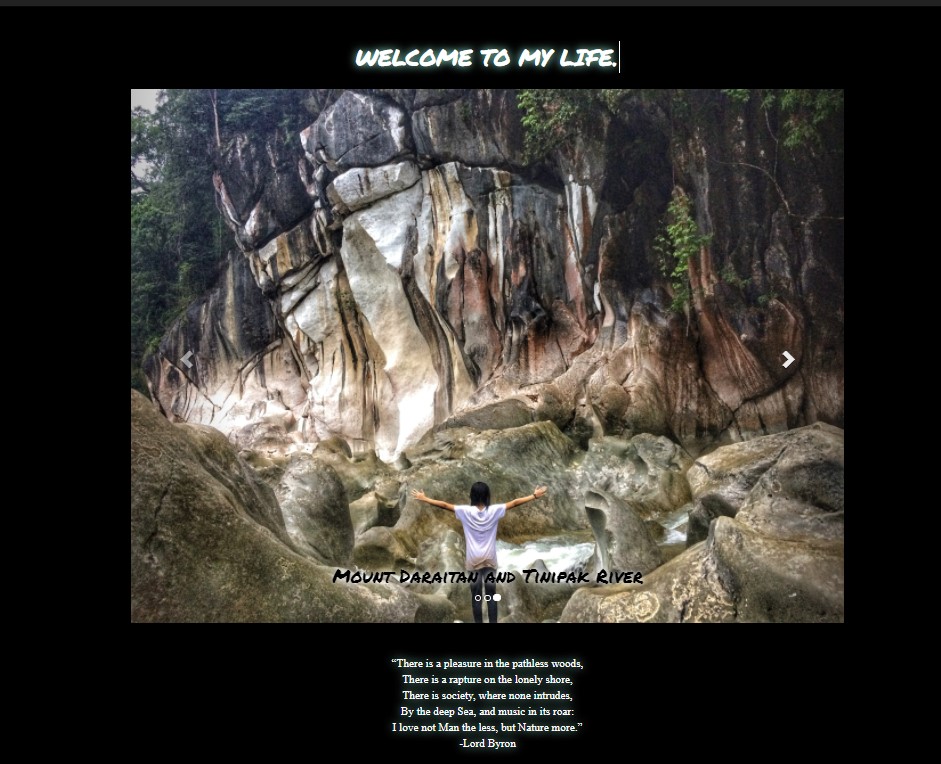 WELCOME TO MY LIFE.
Mount Daraitan and Tinipak River
“There is a pleasure in the pathless woods,
There is a rapture on the lonely shore,
There is society, where none intrudes,
By the deep Sea, and music in its roar:
I love not Man the less, but Nature more.”
-Lord Byron